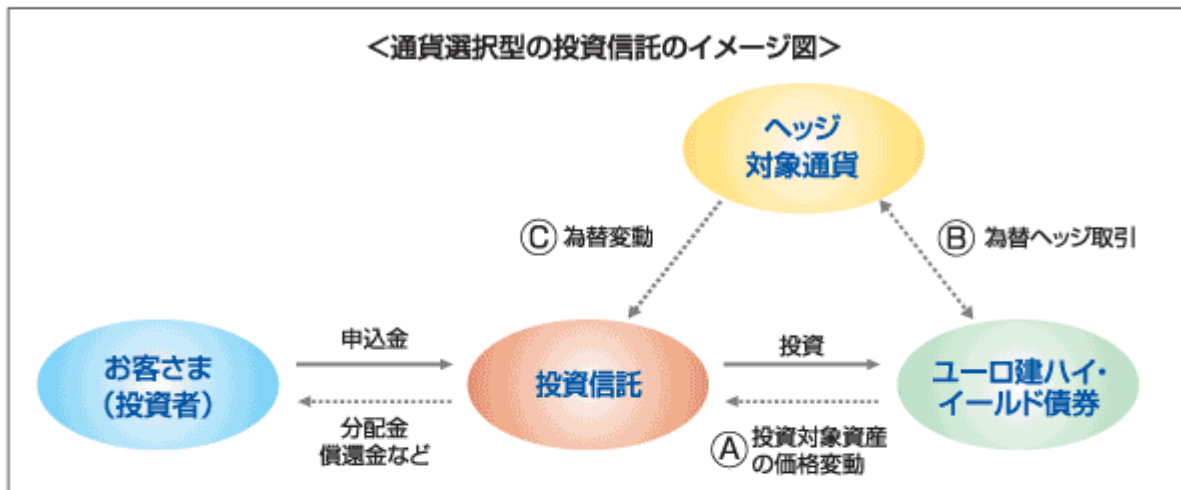 ＜通貨選択型の投資信託のイメージ図＞
ヘッジ
対象通貨
Ⓒ 為替変動
Ⓑ 為替ヘッジ取引
お客さま
（投資者）
申込金
分配金
償還金など
投資信託
投資
Ⓐ 投資対象資産
の価格変動
ユーロ建ハイ・
イールド債券